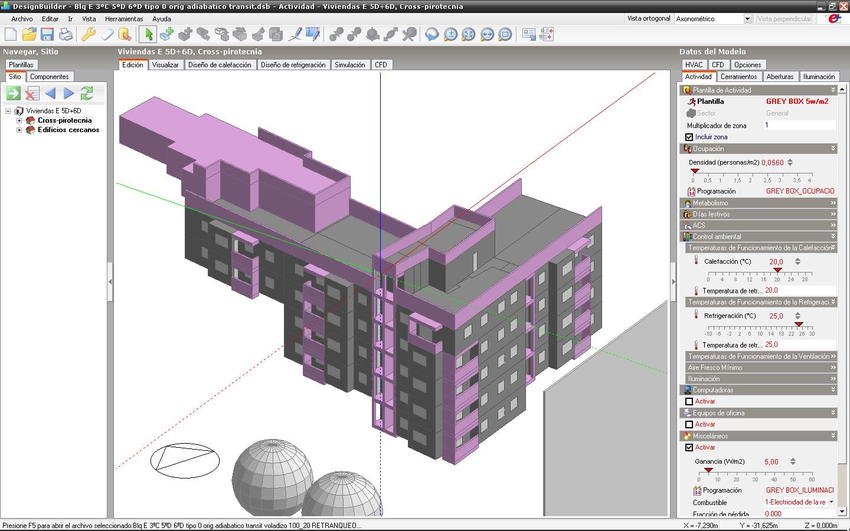 DesignBuilder - Blq E 3ºC 5ºD 6ºD tipo 0 orig adiabatico transit.dsb - Actividad - Viviendas E 5D+6D, Cross-pirotecnia
Archivo Editar Ir Vista Herramientas Ayuda
Vista ortogonal Axonométrico Vista perpendicular
Navegar, Sitio
Plantillas
Sitio Componentes
Viviendas E 5D+6D
Cross-pirotecnia
Edificios cercanos
Viviendas E 5D+6D, Cross-pirotecnia
Edición Visualizar Diseño de calefacción Diseño de refrigeración Simulación CFD
Datos del Modelo
HVAC CFD Opciones
Actividad Cerramientos Aberturas Iluminación
Plantilla de Actividad
Plantilla GREY BOX 5w/m2
Sector General
Multiplicador de zona 1
Incluir zona
Ocupación
Densidad (personas/m2) 0,0560
0 0,5 1 1,5 2 2,5 3 3,5 4
Programación GREY BOX_OCUPACIO
Metabolismo
Días festivos
ACS
Control ambiental
Temperaturas de Funcionamiento de la Calefacción
Calefacción (ºC) 20,0
0 4 8 12 16 20 24 28
Temperatura de retr... 20,0
Temperaturas de Funcionamiento de la Refrigeraci
Refrigeración (ºC) 25,0
-10 -5 0 5 10 15 20 25 30
Temperatura de retr... 25,0
Temperaturas de Funcionamiento de la Ventilación
Aire Fresco Mínimo
Iluminación
Computadoras
Activar
Equipos de oficina
Activar
Misceláneos
Activar
Ganancia (W/m2) 5,00
0 10 20 30 40 50 60
Programación GREY BOX_ILUMINACI
Combustible 1-Electricidad de la re
Fracción de pérdida 0.000
Presione F5 para abrir el archivo seleccionado:Blq E 3ºC 5ºD 6ºD tipo 0 orig adiabatico transit voladizo 100_20 RETRANQUEO...
X = -7,290m Y = -31,625m Z = 0,000m